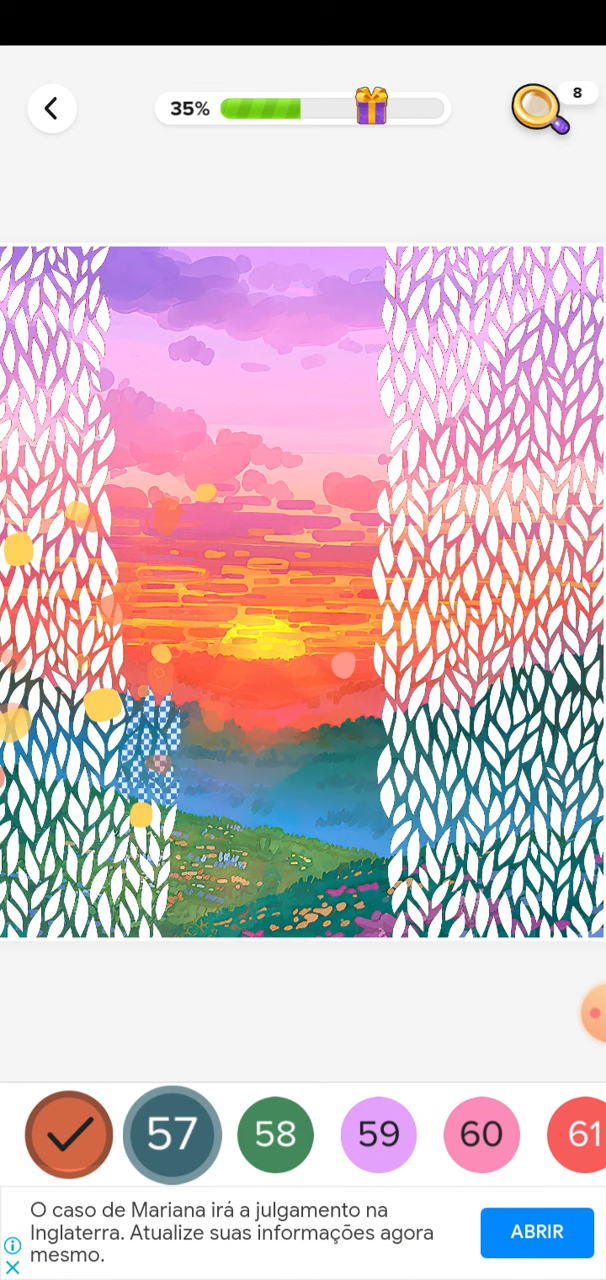 35%
8
57
58
59
60
61
O caso de Mariana irá a julgamento na
Inglaterra. Atualize suas informações agora
mesmo.
ABRIR